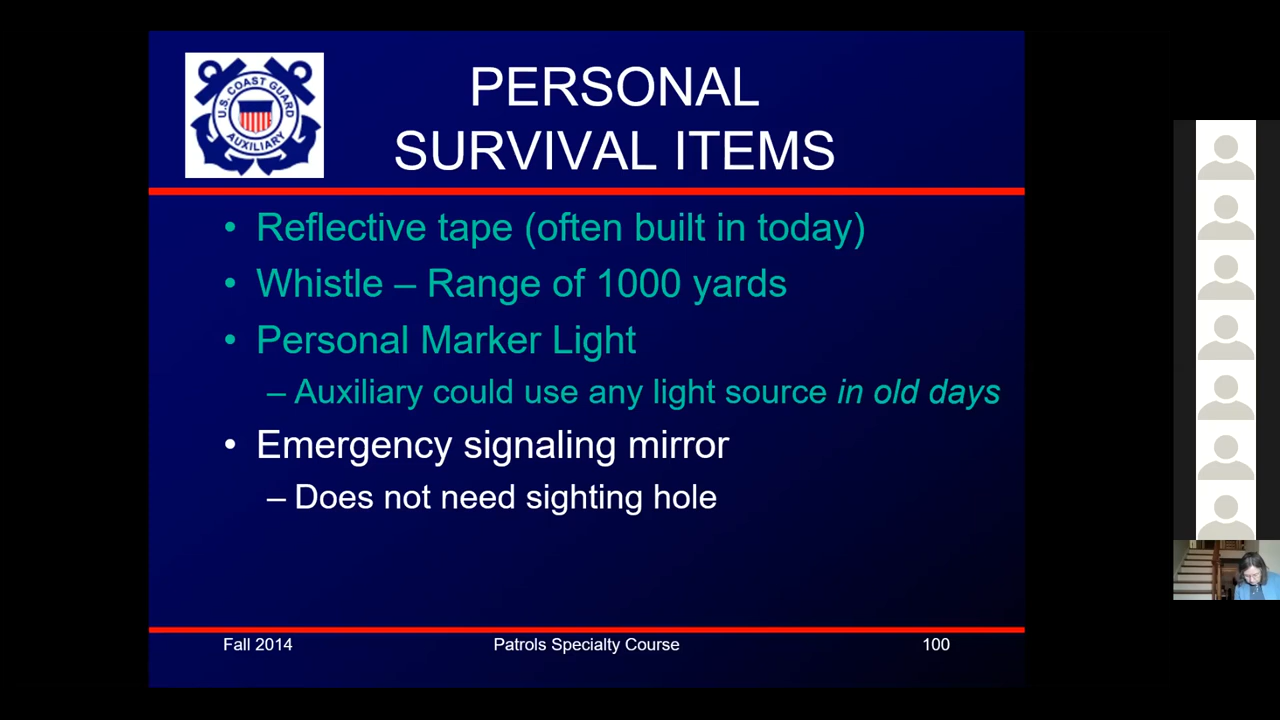 U.S. COAST GUARD
AUXILIARY
PERSONAL
SURVIVAL ITEMS
• Reflective tape (often built in today)
• Whistle – Range of 1000 yards
• Personal Marker Light
– Auxiliary could use any light source in old days
• Emergency signaling mirror
– Does not need sighting hole
Fall 2014
Patrols Specialty Course
100